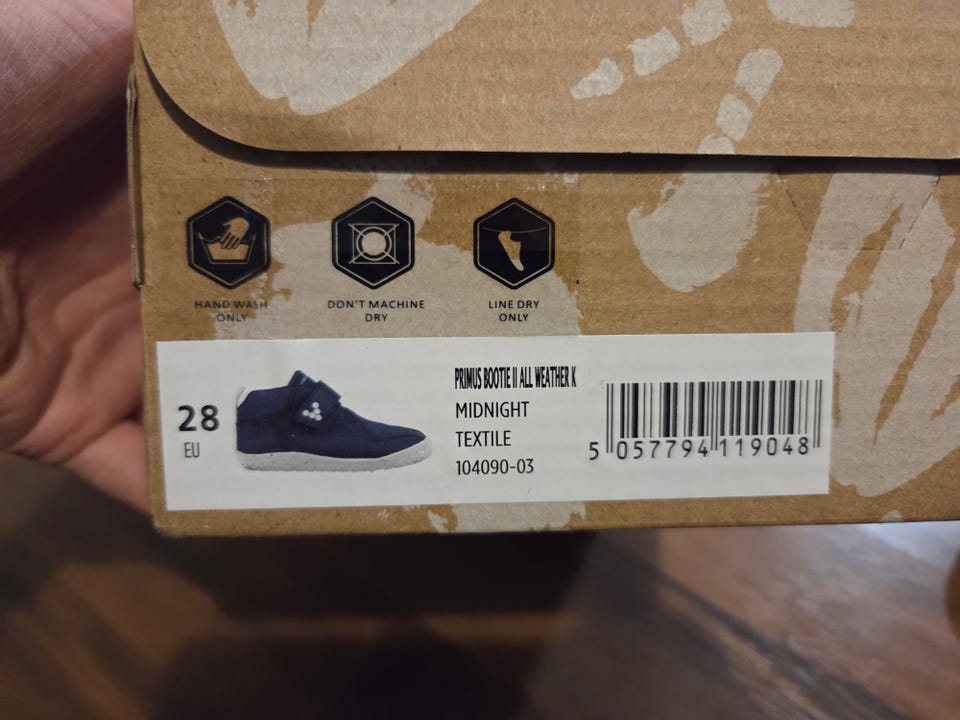 HAND WASH
ONLY
DON'T MACHINE
DRY
LINE DRY
ONLY
28
EU
PRIMUS BOOTIE II ALL WEATHER K
MIDNIGHT
TEXTILE
104090-03
5 057794 119048